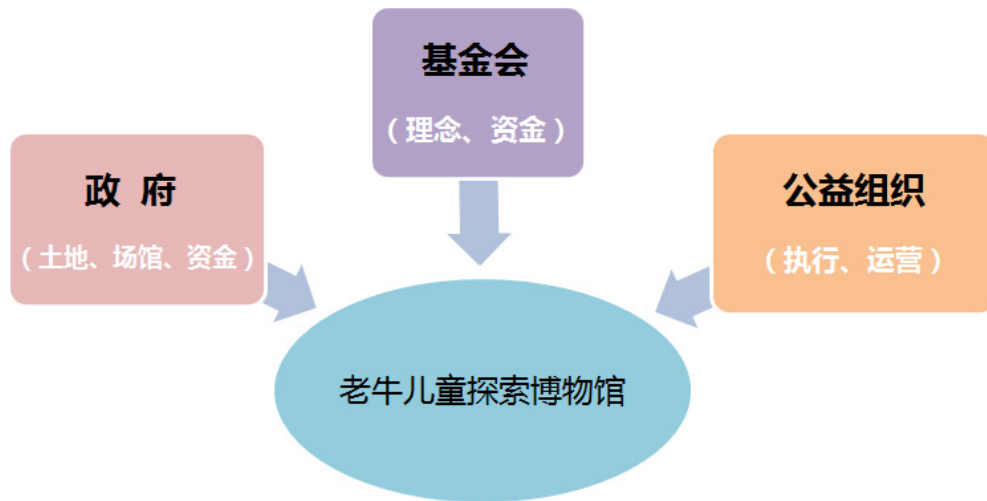 基金会
（理念、资金）
政 府
（土地、场馆、资金）
公益组织
（执行、运营）
老牛儿童探索博物馆